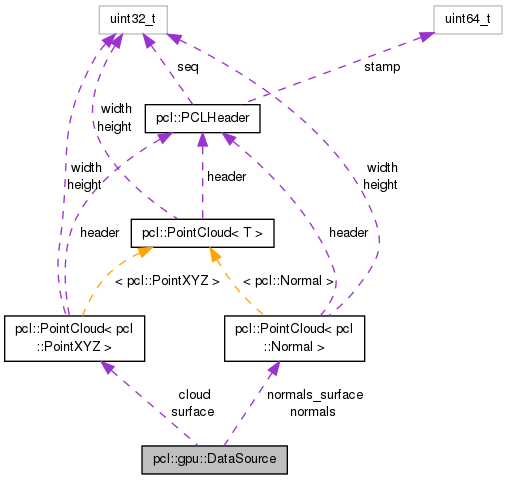 uint32_t
uint64_t
seq
stamp
width
height
pcl::PCLHeader
width
height
width
height
header
header
header
pcl::PointCloud< T >
< pcl::PointXYZ >
< pcl::Normal >
pcl::PointCloud< pcl
::PointXYZ >
pcl::PointCloud< pcl
::Normal >
cloud
surface
normals_surface
normals
pcl::gpu::DataSource